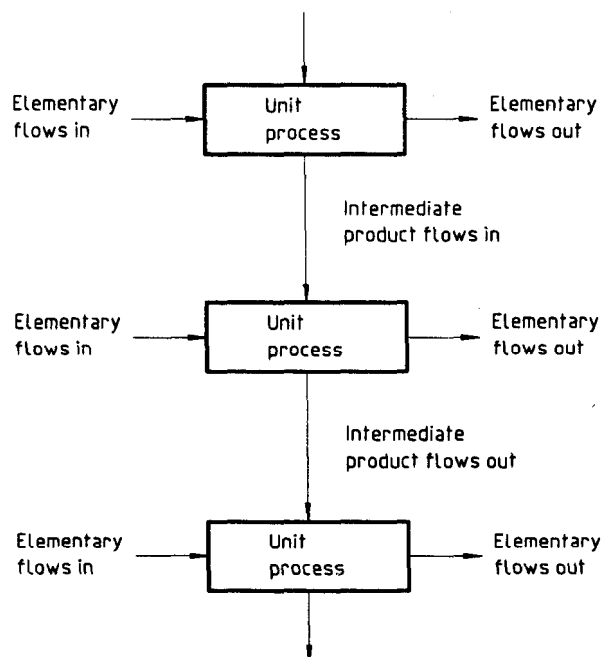 Elementary
flows in
Unit
process
Elementary
flows out
Intermediate
product flows in
Elementary
flows in
Unit
process
Elementary
flows out
Intermediate
product flows out
Elementary
flows in
Unit
process
Elementary
flows out